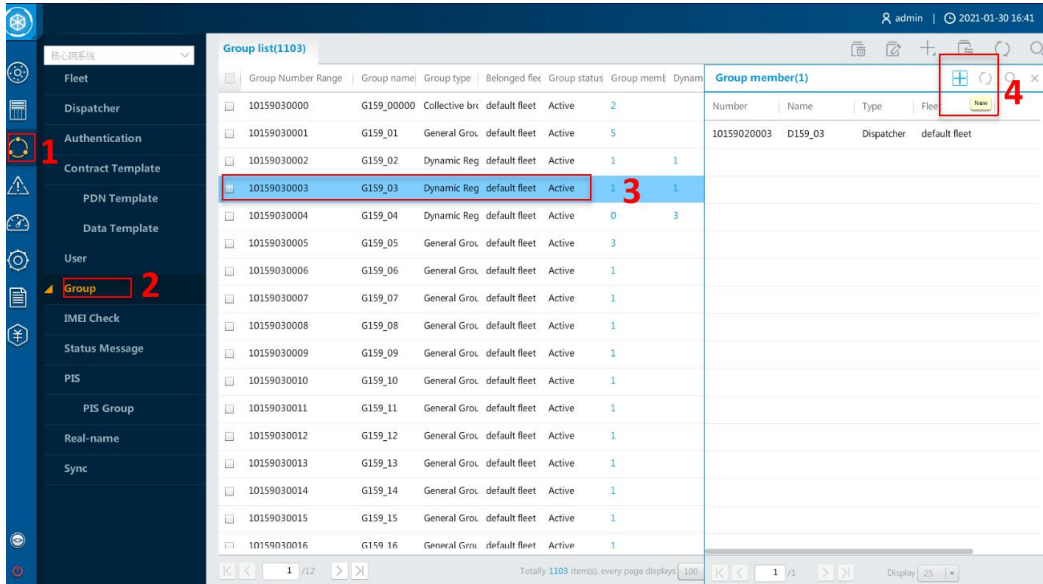 admin | 2021-01-30 16:41
核心网系统
Fleet
Dispatcher
Authentication
Contract Template
PDN Template
Data Template
User
Group
IMEI Check
Status Message
PIS
PIS Group
Real-name
Sync
1
2
Group list(1103)
Group Number Range Group name Group type Belonged flee Group status Group memb Dynam
10159030000 G159_00000 Collective bro default fleet Active 2
10159030001 G159_01 General Grou default fleet Active 5
10159030002 G159_02 Dynamic Reg default fleet Active 1 1
10159030003 G159_03 Dynamic Reg default fleet Active 1 1
3
10159030004 G159_04 Dynamic Reg default fleet Active 0 3
10159030005 G159_05 General Grou default fleet Active 3
10159030006 G159_06 General Grou default fleet Active 1
10159030007 G159_07 General Grou default fleet Active 1
10159030008 G159_08 General Grou default fleet Active 1
10159030009 G159_09 General Grou default fleet Active 1
10159030010 G159_10 General Grou default fleet Active 1
10159030011 G159_11 General Grou default fleet Active 1
10159030012 G159_12 General Grou default fleet Active 1
10159030013 G159_13 General Grou default fleet Active 1
10159030014 G159_14 General Grou default fleet Active 1
10159030015 G159_15 General Grou default fleet Active 1
10159030016 G159_16 General Grou default fleet Active 1
1 /12 Totally 1103 item(s), every page displays 100
Group member(1)
4
New
Number Name Type Fleet
10159020003 D159_03 Dispatcher default fleet
1 /1 Display 25